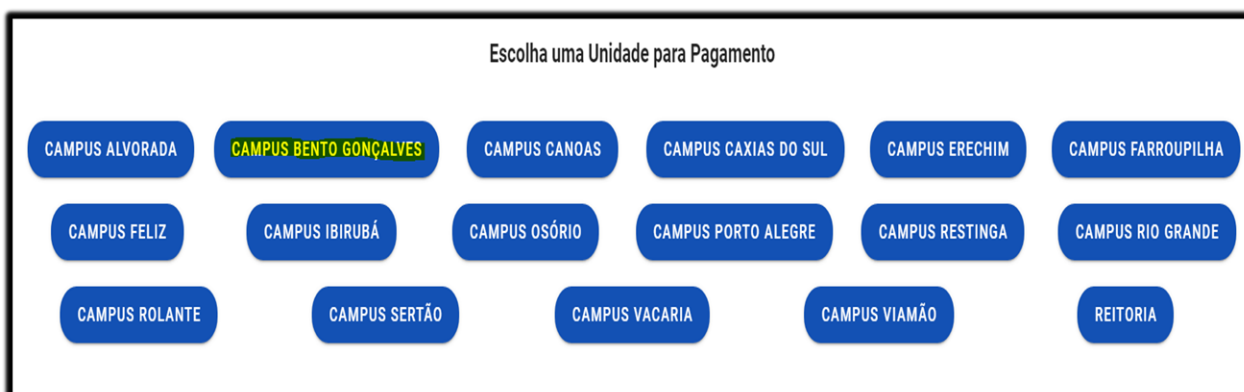 Escolha uma Unidade para Pagamento
CAMPUS ALVORADA CAMPUS BENTO GONÇALVES CAMPUS CANOAS CAMPUS CAXIAS DO SUL CAMPUS ERECHIM CAMPUS FARROUPILHA
CAMPUS FELIZ CAMPUS IBIRUBÁ CAMPUS OSÓRIO CAMPUS PORTO ALEGRE CAMPUS RESTINGA CAMPUS RIO GRANDE
CAMPUS ROLANTE CAMPUS SERTÃO CAMPUS VACARIA CAMPUS VIAMÃO REITORIA